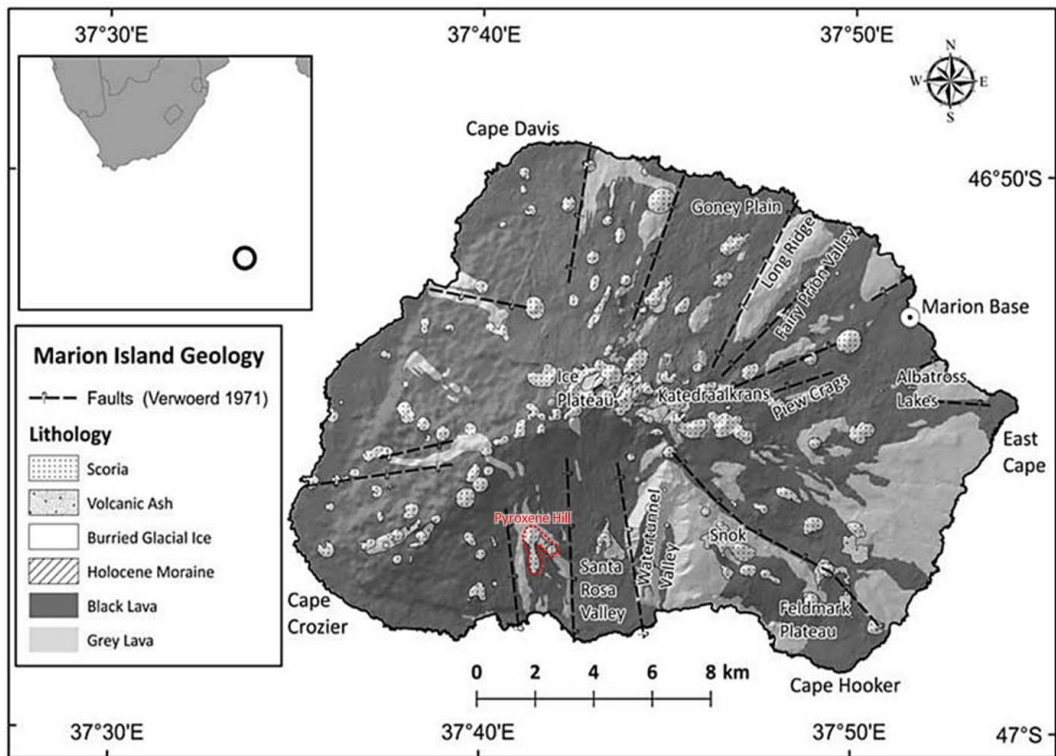 37°30'E
37°40'E
37°50'E
N
W
E
S
Cape Davis
46°50'S
Goney Plain
Long Ridge
Fairy Prion Valley
Marion Base
Marion Island Geology
Faults (Verwoerd 1971)
Lithology
Scoria
Volcanic Ash
Burried Glacial Ice
Holocene Moraine
Black Lava
Grey Lava
Ice
Plateau
Katedraalkrans
Piew Crags
Albatross
Lakes
East
Cape
Pyroxene Hill
Watertunnel
Valley
Snok
Santa
Rosa
Valley
Feldmark
Plateau
Cape
Crozier
0 2 4 6 8 km
Cape Hooker
37°30'E
37°40'E
37°50'E
47°S